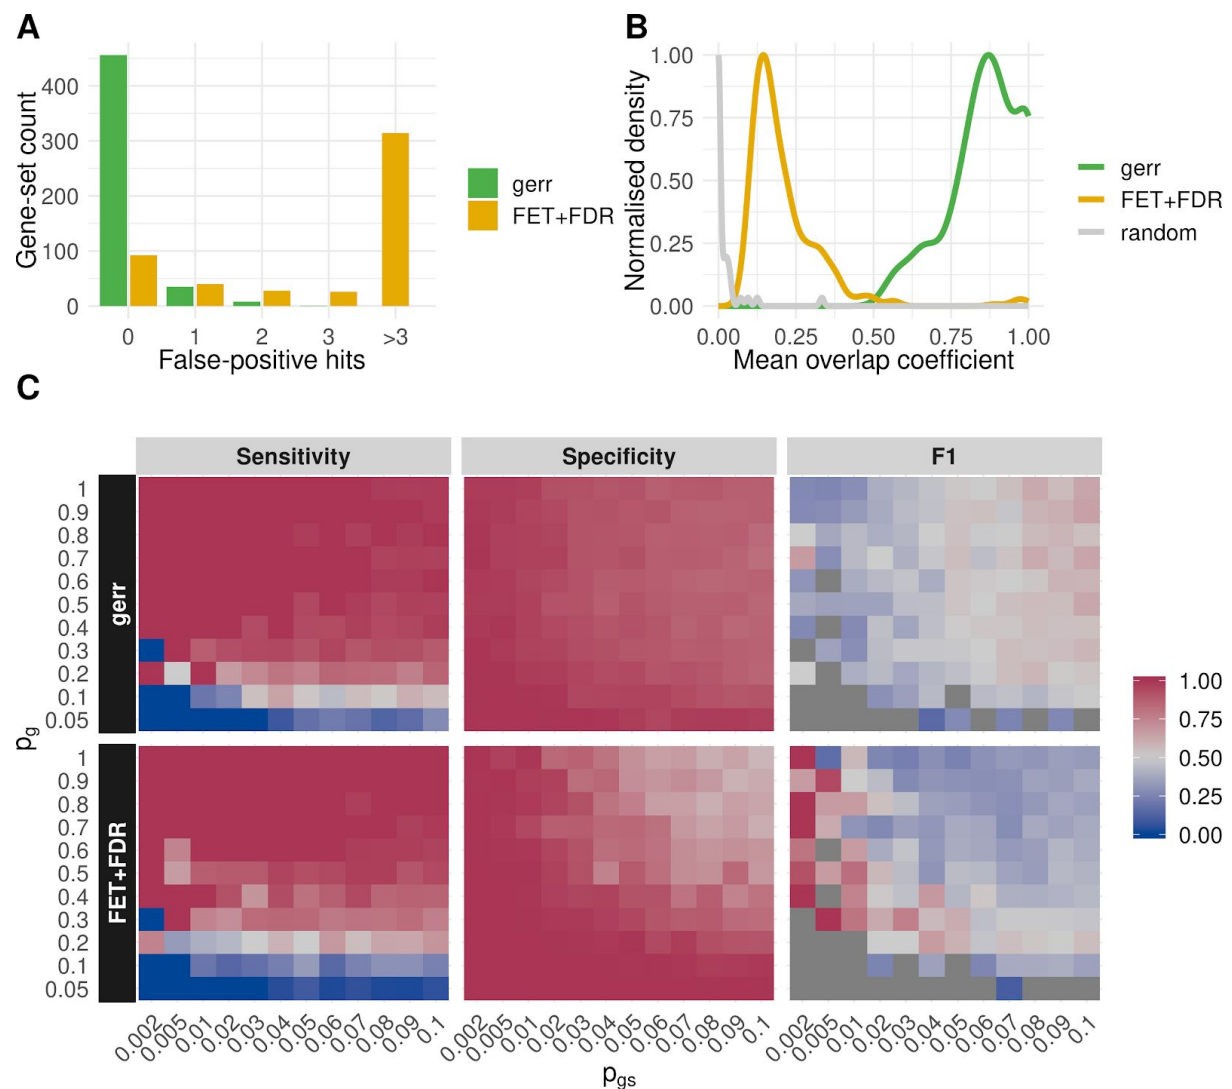 A
Gene-set count
400
300
200
100
0
0 1 2 3 >3
False-positive hits
gerr
FET+FDR
B
Normalised density
1.00
0.75
0.50
0.25
0.00
0.00 0.25 0.50 0.75 1.00
Mean overlap coefficient
gerr
FET+FDR
random
C
Sensitivity Specificity F1
gerr
1
0.9
0.8
0.7
0.6
0.5
0.4
0.3
0.2
0.1
0.05
pg
FET+FDR
1
0.9
0.8
0.7
0.6
0.5
0.4
0.3
0.2
0.1
0.05
0.002 0.005 0.01 0.02 0.03 0.04 0.05 0.06 0.07 0.08 0.09 0.1 0.002 0.005 0.01 0.02 0.03 0.04 0.05 0.06 0.07 0.08 0.09 0.1 0.002 0.005 0.01 0.02 0.03 0.04 0.05 0.06 0.07 0.08 0.09 0.1
pgs
1.00
0.75
0.50
0.25
0.00